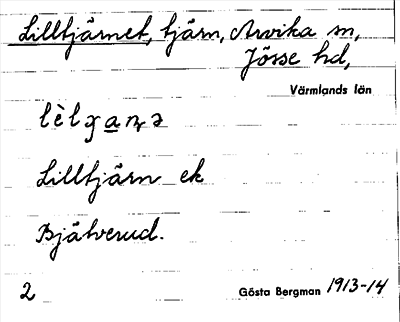 Lilltjärnet, tjärn, Arvika sn,
Jösse hd,
Värmlands län
Lilltjärn ek
Bjälverud.
2 Gösta Bergman 1913-14